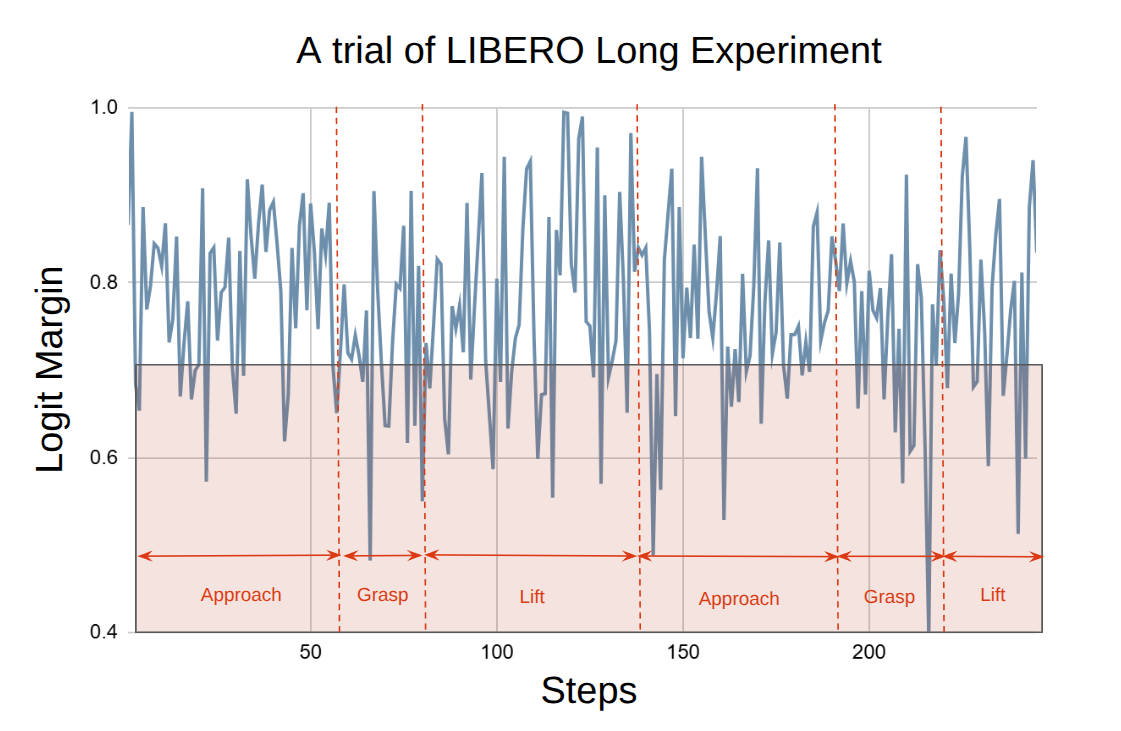 A trial of LIBERO Long Experiment
1.0
0.8
0.6
0.4
Logit Margin
Approach
Grasp
Lift
Approach
Grasp
Lift
50
100
150
200
Steps